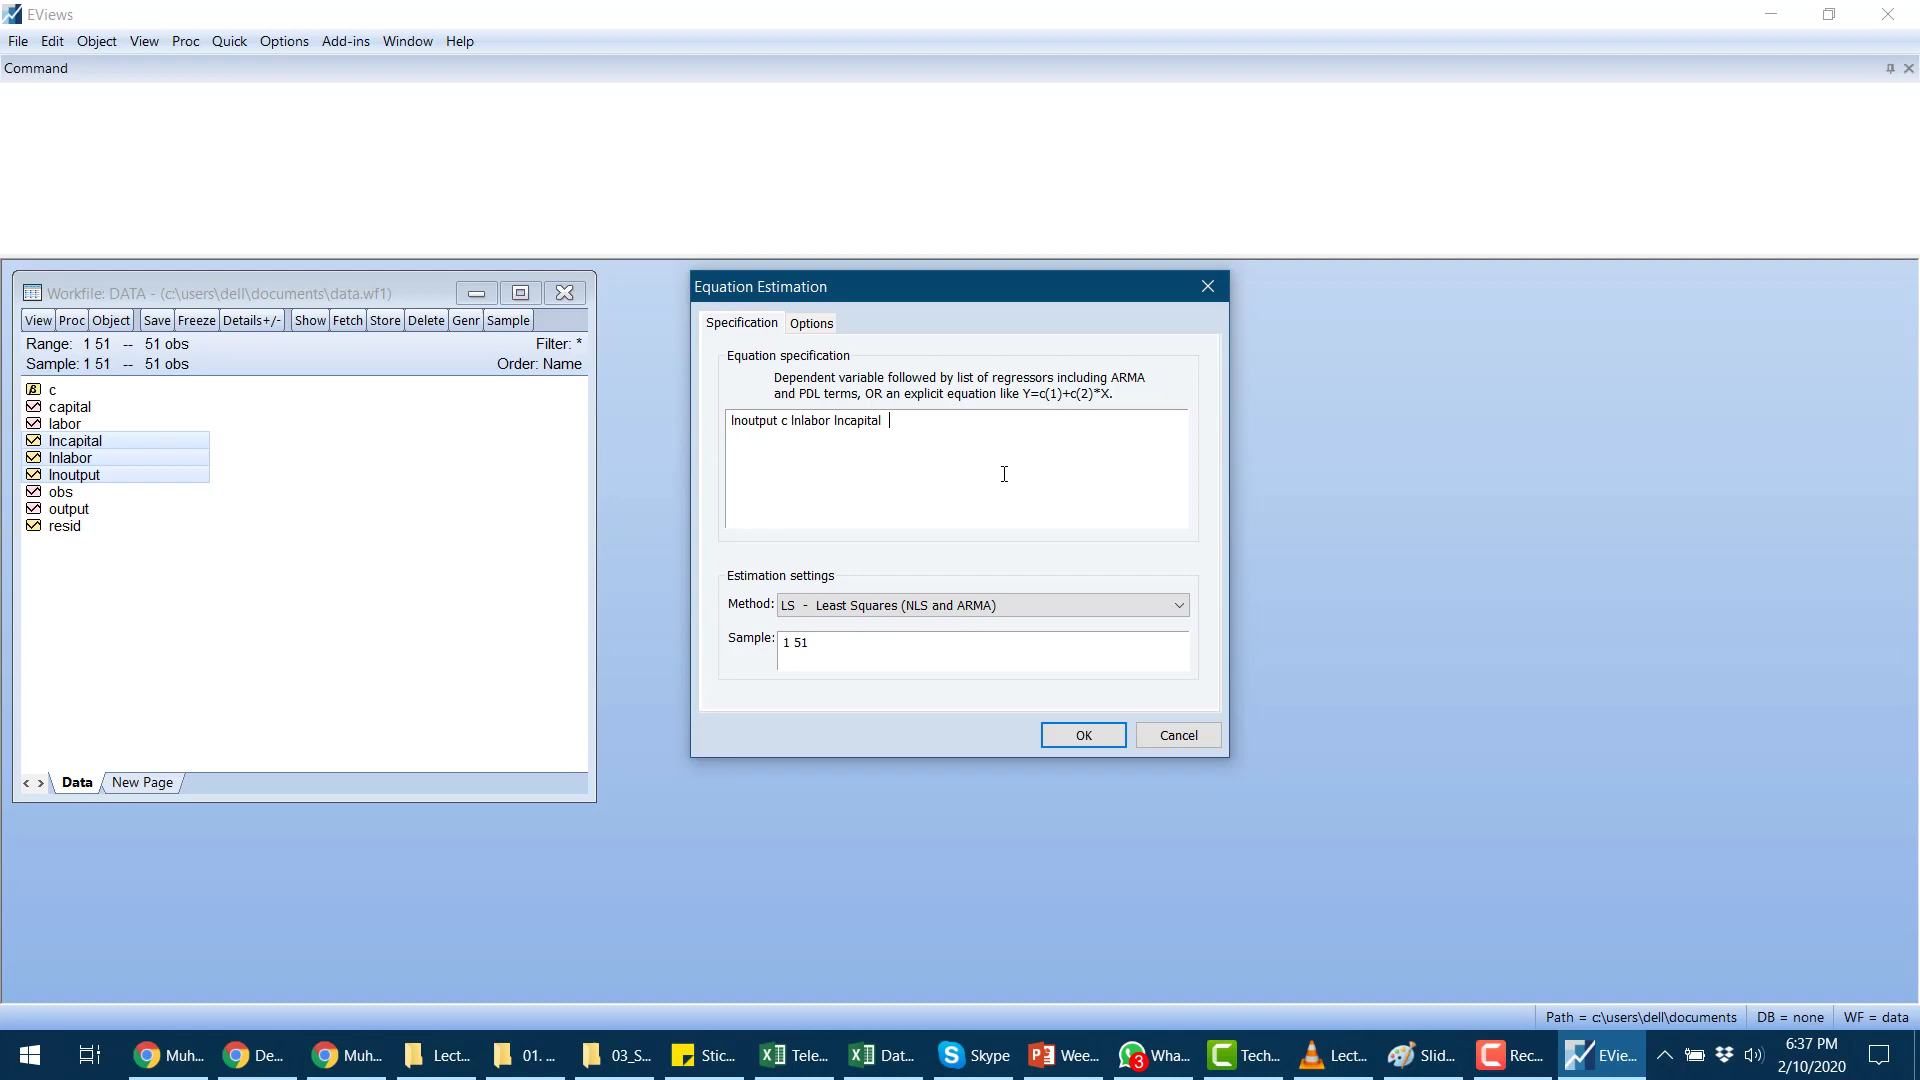 EViews
File Edit Object View Proc Quick Options Add-ins Window Help
Command
Workfile: DATA - (c:\users\dell\documents\data.wf1)
View Proc Object Save Freeze Details+/- Show Fetch Store Delete Genr Sample
Range: 1 51 -- 51 obs Filter: *
Sample: 1 51 -- 51 obs Order: Name
c
capital
labor
lncapital
lnlabor
lnoutput
obs
output
resid
Data New Page
Equation Estimation
Specification Options
Equation specification
Dependent variable followed by list of regressors including ARMA
and PDL terms, OR an explicit equation like Y=c(1)+c(2)*X.
lnoutput c lnlabor lncapital
Estimation settings
Method: LS - Least Squares (NLS and ARMA)
Sample: 1 51
OK Cancel
Path = c:\users\dell\documents DB = none WF = data
Muh... De... Muh... Lect... 01. ... 03_S... Stic... Tele... Dat... Skype Wee... Wha... Tech... Lect... Slid... Rec... EVie...
3
6:37 PM
2/10/2020